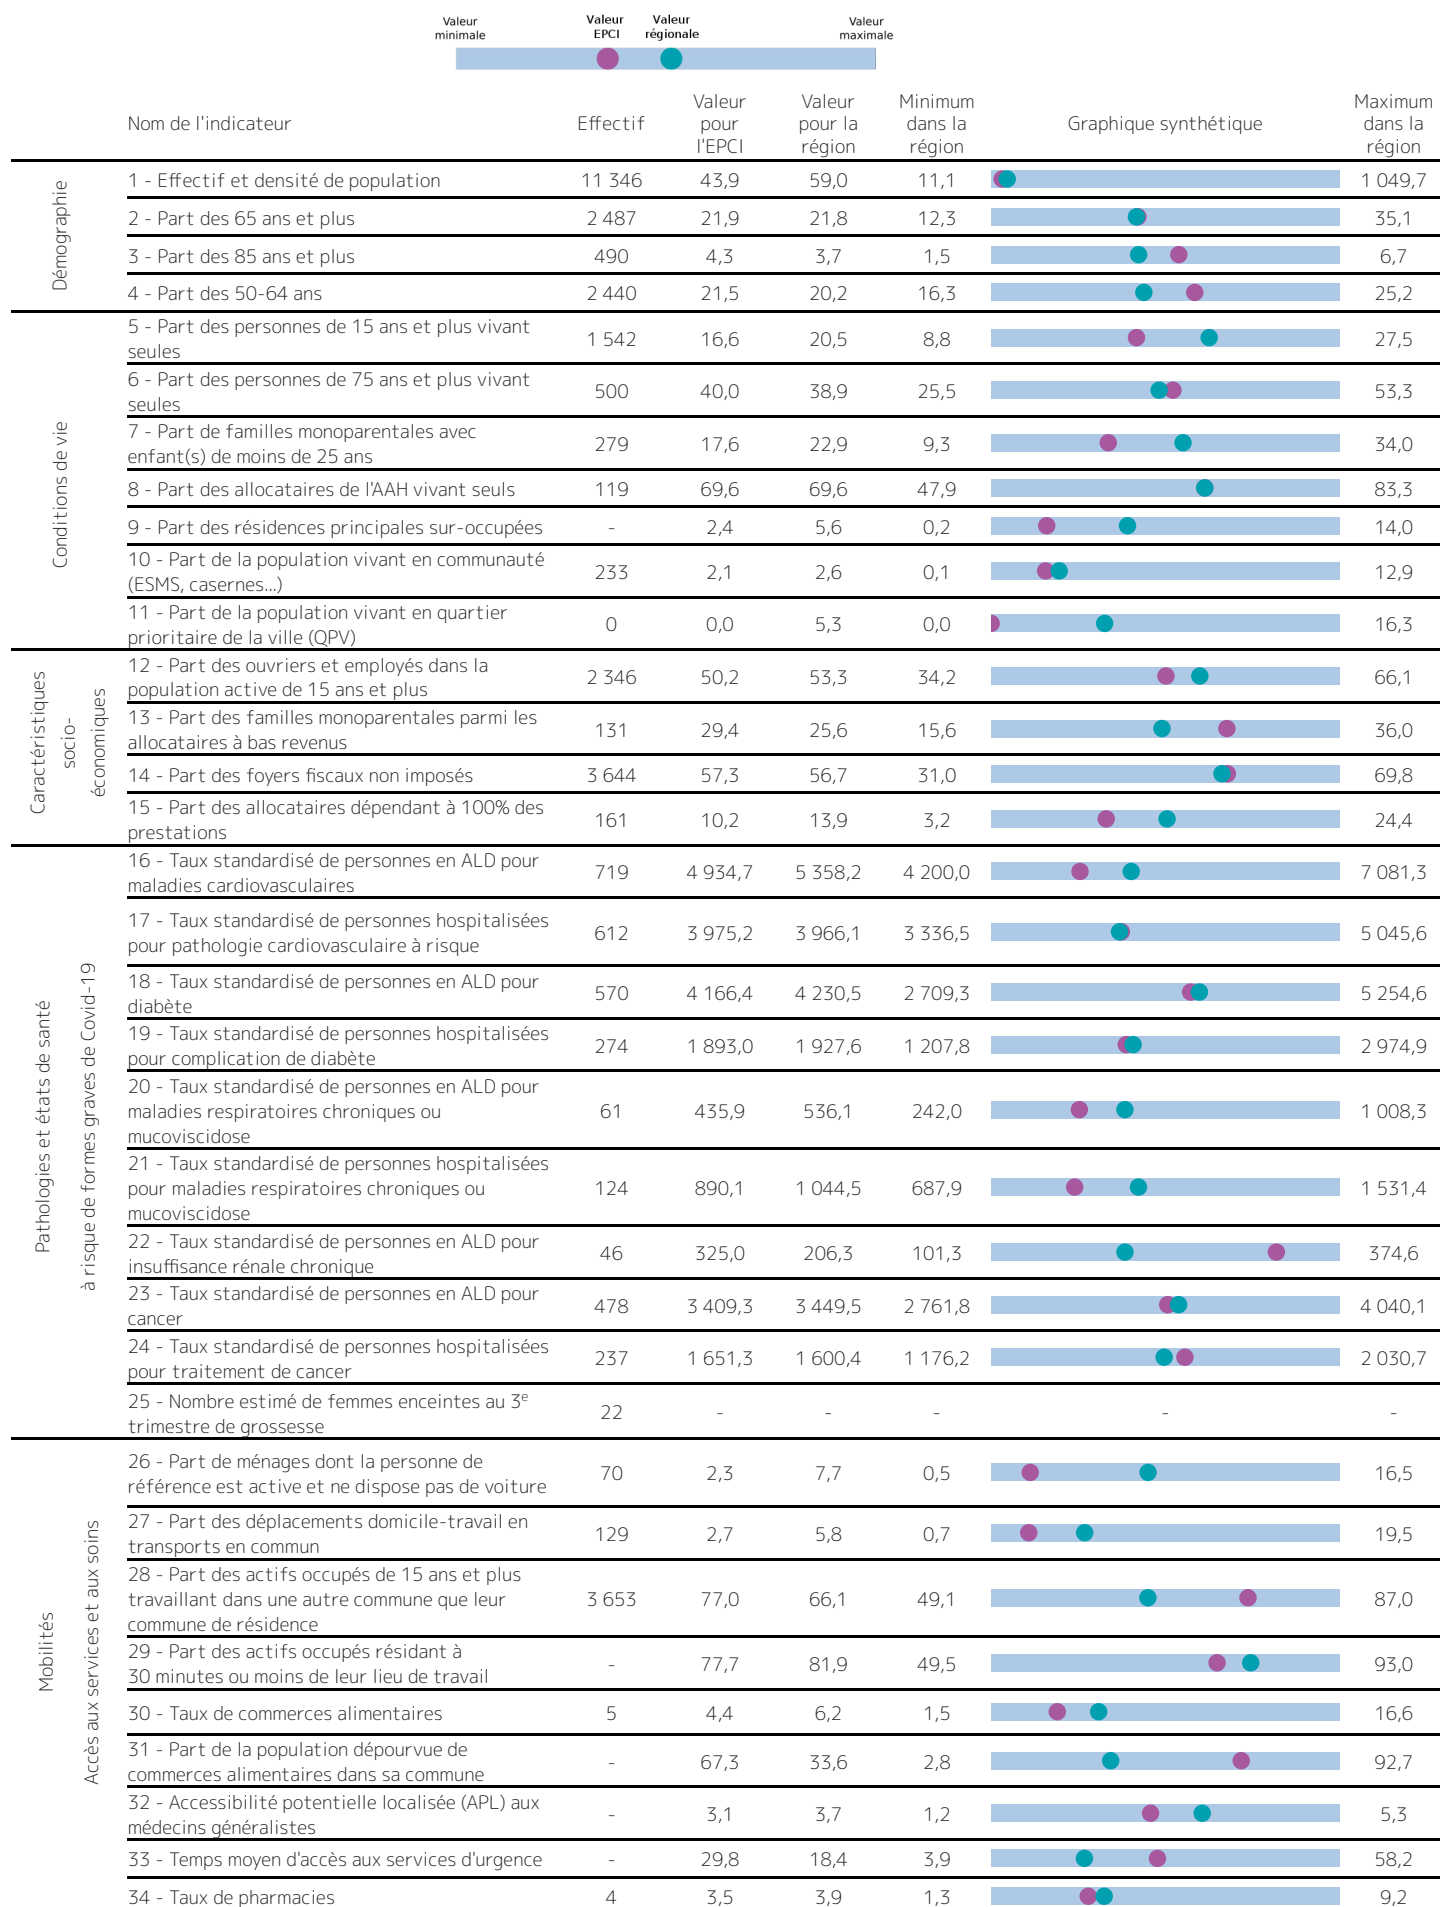 Valeur minimale
Valeur EPCI
Valeur régionale
Valeur maximale
Nom de l'indicateur
Effectif
Valeur pour l'EPCI
Valeur pour la région
Minimum dans la région
Graphique synthétique
Maximum dans la région
Démographie
1 - Effectif et densité de population 11 346 43,9 59,0 11,1 1 049,7
2 - Part des 65 ans et plus 2 487 21,9 21,8 12,3 35,1
3 - Part des 85 ans et plus 490 4,3 3,7 1,5 6,7
4 - Part des 50-64 ans 2 440 21,5 20,2 16,3 25,2
Conditions de vie
5 - Part des personnes de 15 ans et plus vivant
seules 1 542 16,6 20,5 8,8 27,5
6 - Part des personnes de 75 ans et plus vivant
seules 500 40,0 38,9 25,5 53,3
7 - Part de familles monoparentales avec
enfant(s) de moins de 25 ans 279 17,6 22,9 9,3 34,0
8 - Part des allocataires de l'AAH vivant seuls 119 69,6 69,6 47,9 83,3
9 - Part des résidences principales sur-occupées - 2,4 5,6 0,2 14,0
10 - Part de la population vivant en communauté
(ESMS, casernes...) 233 2,1 2,6 0,1 12,9
11 - Part de la population vivant en quartier
prioritaire de la ville (QPV) 0 0,0 5,3 0,0 16,3
Caractéristiques
socio-
économiques
12 - Part des ouvriers et employés dans la
population active de 15 ans et plus 2 346 50,2 53,3 34,2 66,1
13 - Part des familles monoparentales parmi les
allocataires à bas revenus 131 29,4 25,6 15,6 36,0
14 - Part des foyers fiscaux non imposés 3 644 57,3 56,7 31,0 69,8
15 - Part des allocataires dépendant à 100% des
prestations 161 10,2 13,9 3,2 24,4
Pathologies et états de santé
à risque de formes graves de Covid-19
16 - Taux standardisé de personnes en ALD pour
maladies cardiovasculaires 719 4 934,7 5 358,2 4 200,0 7 081,3
17 - Taux standardisé de personnes hospitalisées
pour pathologie cardiovasculaire à risque 612 3 975,2 3 966,1 3 336,5 5 045,6
18 - Taux standardisé de personnes en ALD pour
diabète 570 4 166,4 4 230,5 2 709,3 5 254,6
19 - Taux standardisé de personnes hospitalisées
pour complication de diabète 274 1 893,0 1 927,6 1 207,8 2 974,9
20 - Taux standardisé de personnes en ALD pour
maladies respiratoires chroniques ou
mucoviscidose 61 435,9 536,1 242,0 1 008,3
21 - Taux standardisé de personnes hospitalisées
pour maladies respiratoires chroniques ou
mucoviscidose 124 890,1 1 044,5 687,9 1 531,4
22 - Taux standardisé de personnes en ALD pour
insuffisance rénale chronique 46 325,0 206,3 101,3 374,6
23 - Taux standardisé de personnes en ALD pour
cancer 478 3 409,3 3 449,5 2 761,8 4 040,1
24 - Taux standardisé de personnes hospitalisées
pour traitement de cancer 237 1 651,3 1 600,4 1 176,2 2 030,7
25 - Nombre estimé de femmes enceintes au 3e
trimestre de grossesse 22 - - - - -
Mobilités
Accès aux services et aux soins
26 - Part de ménages dont la personne de
référence est active et ne dispose pas de voiture 70 2,3 7,7 0,5 16,5
27 - Part des déplacements domicile-travail en
transports en commun 129 2,7 5,8 0,7 19,5
28 - Part des actifs occupés de 15 ans et plus
travaillant dans une autre commune que leur
commune de résidence 3 653 77,0 66,1 49,1 87,0
29 - Part des actifs occupés résidant à
30 minutes ou moins de leur lieu de travail - 77,7 81,9 49,5 93,0
30 - Taux de commerces alimentaires 5 4,4 6,2 1,5 16,6
31 - Part de la population dépourvue de
commerces alimentaires dans sa commune - 67,3 33,6 2,8 92,7
32 - Accessibilité potentielle localisée (APL) aux
médecins généralistes - 3,1 3,7 1,2 5,3
33 - Temps moyen d'accès aux services d'urgence - 29,8 18,4 3,9 58,2
34 - Taux de pharmacies 4 3,5 3,9 1,3 9,2